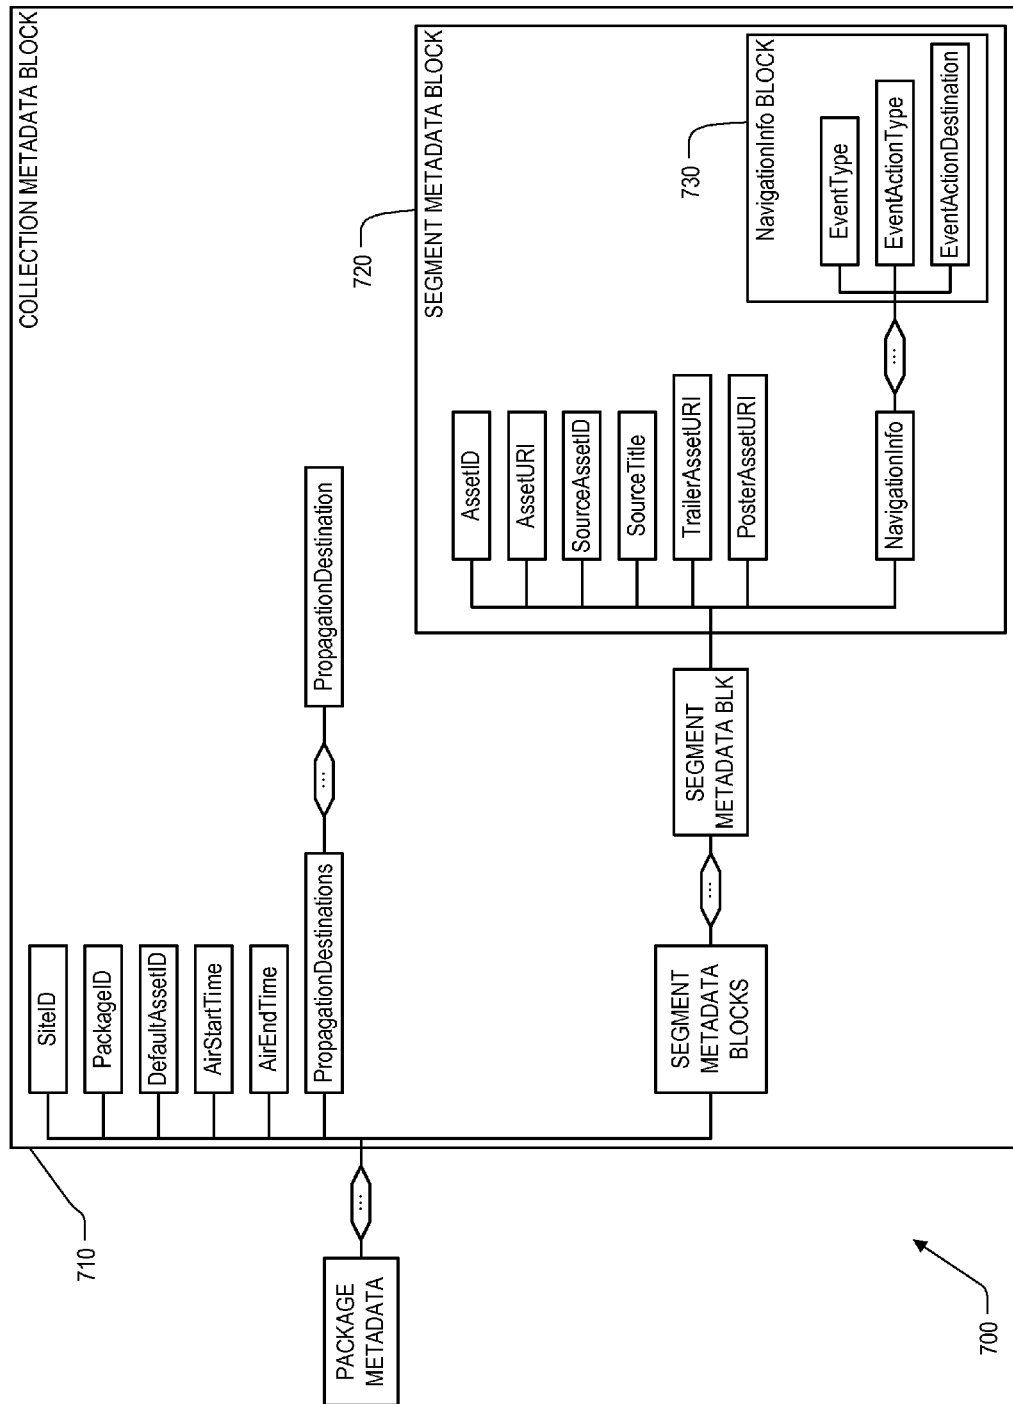 COLLECTION METADATA BLOCK
710
SiteID
PackageID
DefaultAssetID
AirStartTime
AirEndTime
PropagationDestinations
...
PropagationDestination
PACKAGE
METADATA
...
720
SEGMENT METADATA BLOCK
AssetID
AssetURI
SourceAssetID
SourceTitle
TrailerAssetURI
PosterAssetURI
SEGMENT
METADATA
BLOCKS
...
SEGMENT
METADATA BLK
730
NavigationInfo BLOCK
NavigationInfo
...
EventType
EventActionType
EventActionDestination
700